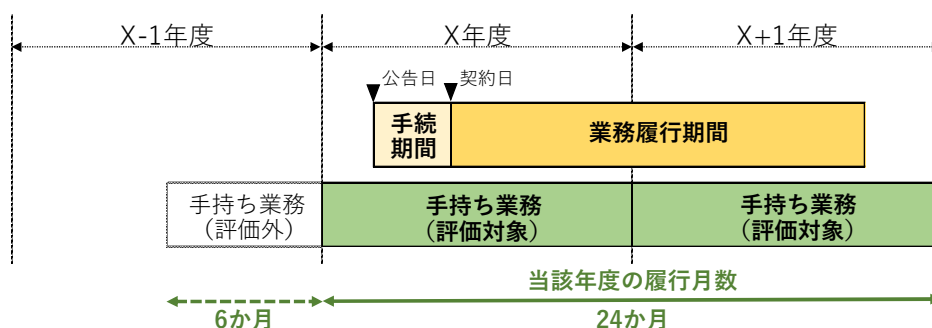 X-1年度
X年度
X+1年度
公告日
契約日
手続
期間
業務履行期間
手持ち業務
（評価外）
手持ち業務
（評価対象）
手持ち業務
（評価対象）
当該年度の履行月数
6か月
24か月